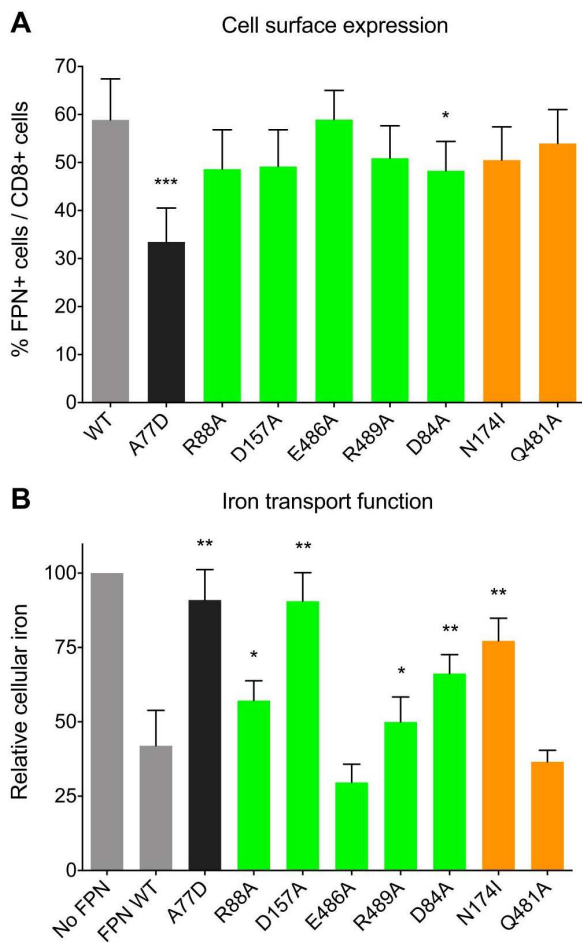 A
Cell surface expression
% FPN+ cells / CD8+ cells
70
60
50
40
30
20
10
0
***
*
WT
A77D
R88A
D157A
E486A
R489A
D84A
N174I
Q481A
B
Iron transport function
Relative cellular iron
100
75
50
25
0
**
*
**
*
**
**
No FPN
FPN WT
A77D
R88A
D157A
E486A
R489A
D84A
N174I
Q481A